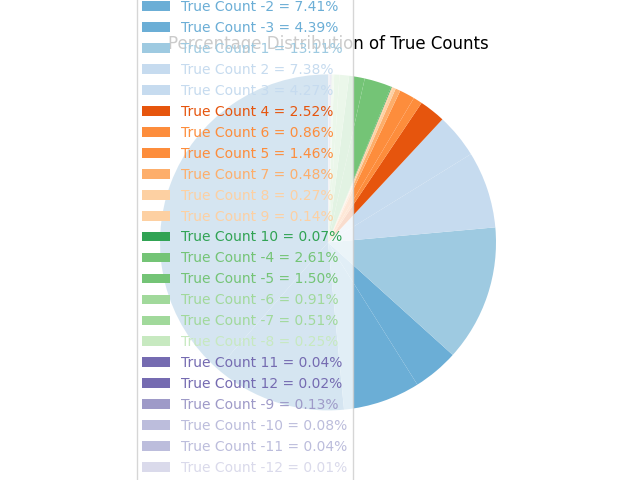 True Count -2 = 7.41%
True Count -3 = 4.39%
Percentage Distribution of True Counts
True Count 1 = 13.11%
True Count 2 = 7.38%
True Count 3 = 4.27%
True Count 4 = 2.52%
True Count 6 = 0.86%
True Count 5 = 1.46%
True Count 7 = 0.48%
True Count 8 = 0.27%
True Count 9 = 0.14%
True Count 10 = 0.07%
True Count -4 = 2.61%
True Count -5 = 1.50%
True Count -6 = 0.91%
True Count -7 = 0.51%
True Count -8 = 0.25%
True Count 11 = 0.04%
True Count 12 = 0.02%
True Count -9 = 0.13%
True Count -10 = 0.08%
True Count -11 = 0.04%
True Count -12 = 0.01%